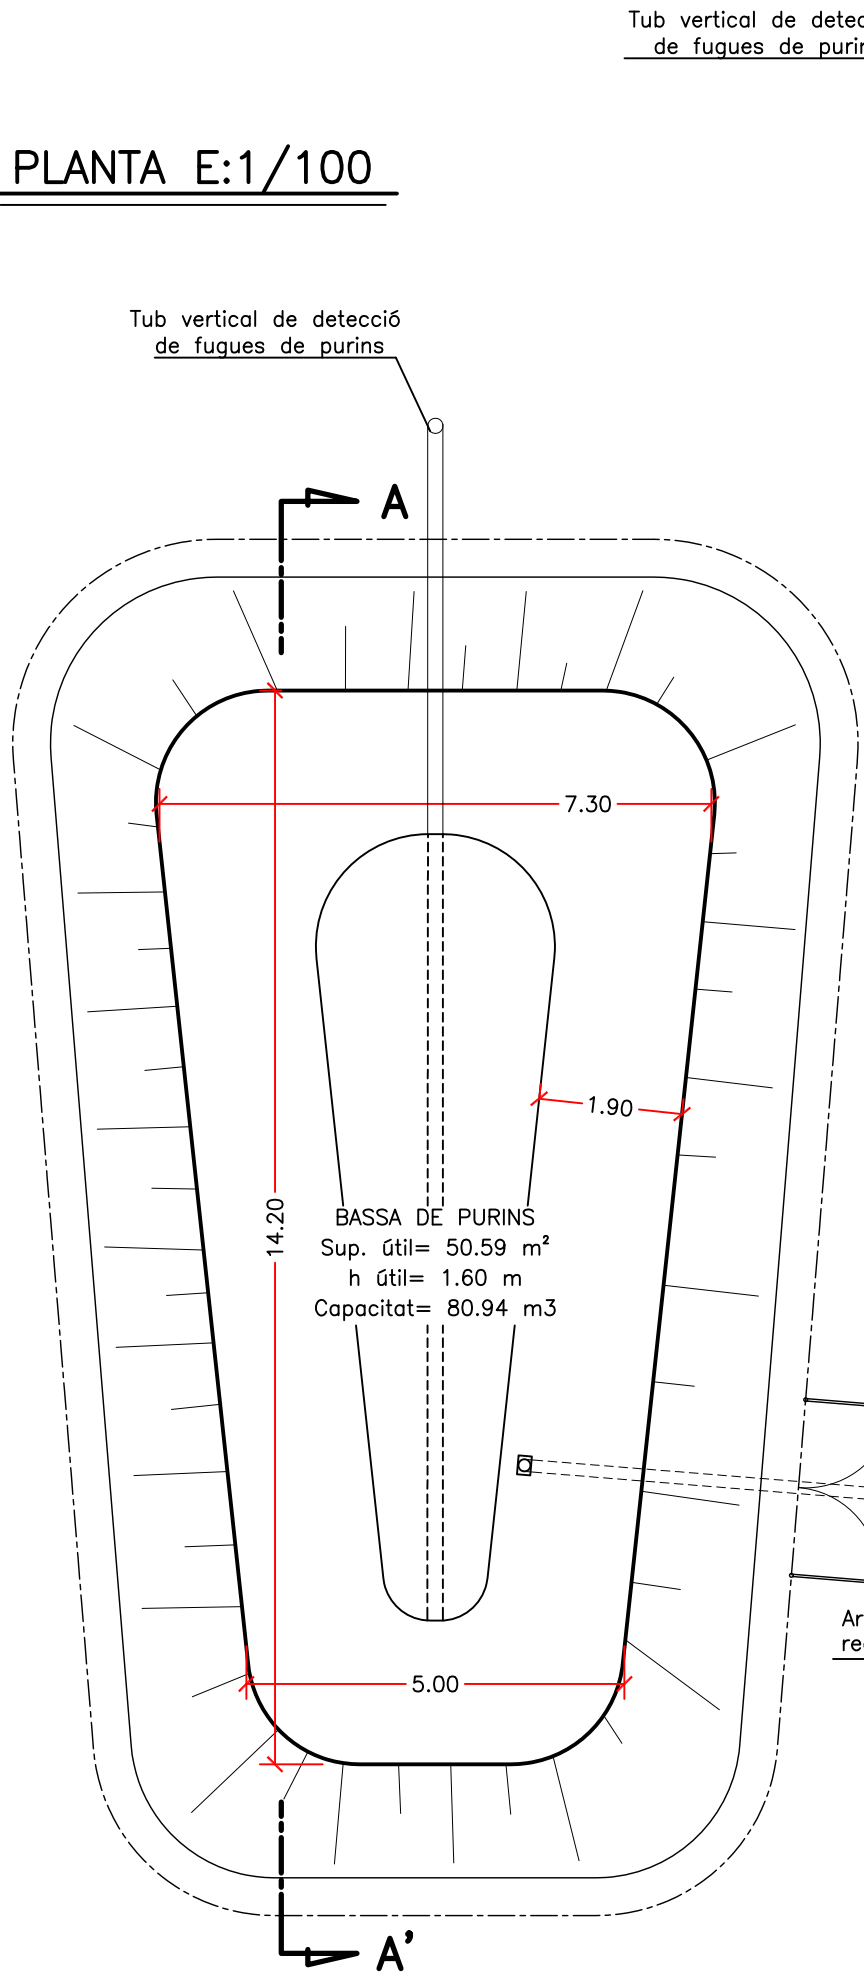 Tub vertical de detec
de fugues de purin
PLANTA E:1/100
Tub vertical de detecció
de fugues de purins
A
7.30
1.90
14.20
BASSA DE PURINS
Sup. útil= 50.59 m²
h útil= 1.60 m
Capacitat= 80.94 m3
Ar
re
5.00
A'